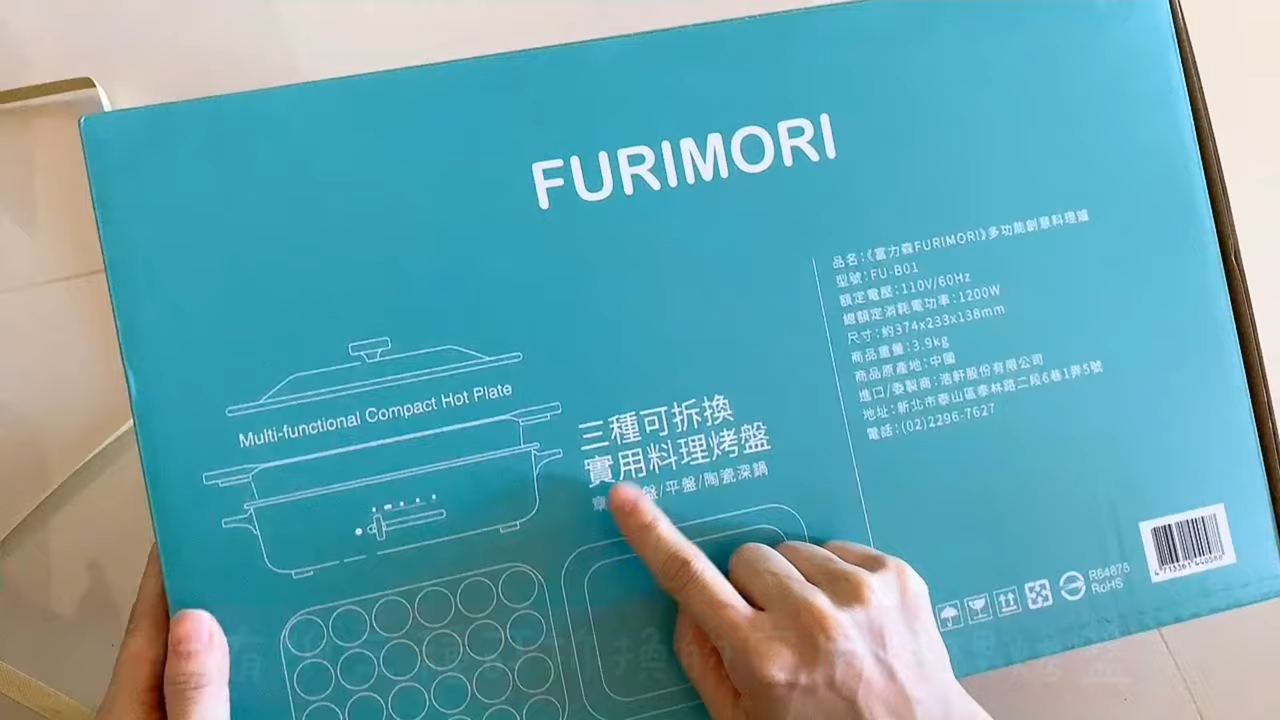 FURIMORI
Multi-functional Compact Hot Plate
三種可拆換
實用料理烤盤
盤/平盤/陶瓷深鍋
品名:《富力森FURIMORI》多功能創意料理爐
型號:FU-B01
額定電壓:110V/60Hz
總額定消耗電功率:1200W
尺寸:約374x233x138mm
商品重量:3.9kg
商品原產地:中國
進口/委製商:浩軒股份有限公司
地址:新北市泰山區泰林路二段6巷1弄5號
電話:(02)2296-7627
R54875
RoHS